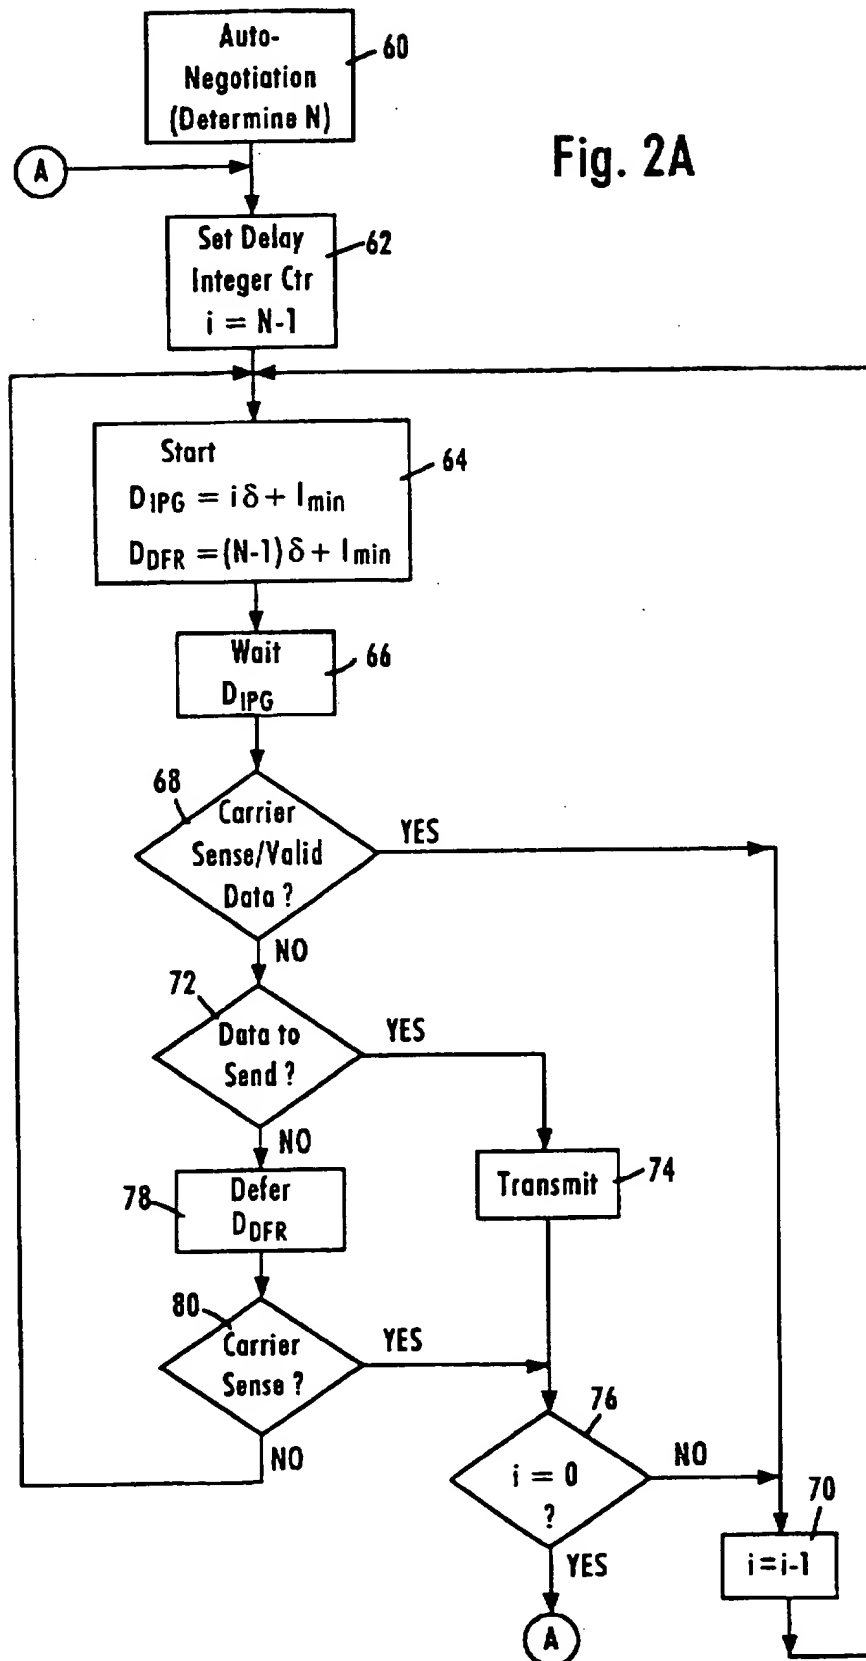 Auto-
Negotiation
(Determine N)
60
Fig. 2A
A
Set Delay
Integer Ctr
i = N-1
62
Start
D_IPG = iδ + I_min
D_DFR = (N-1)δ + I_min
64
Wait
D_IPG
66
68
Carrier
Sense/Valid
Data ?
YES
NO
72
Data to
Send ?
YES
NO
78
Defer
D_DFR
Transmit
74
80
Carrier
Sense ?
YES
NO
76
i = 0
?
NO
YES
70
i=i-1
A